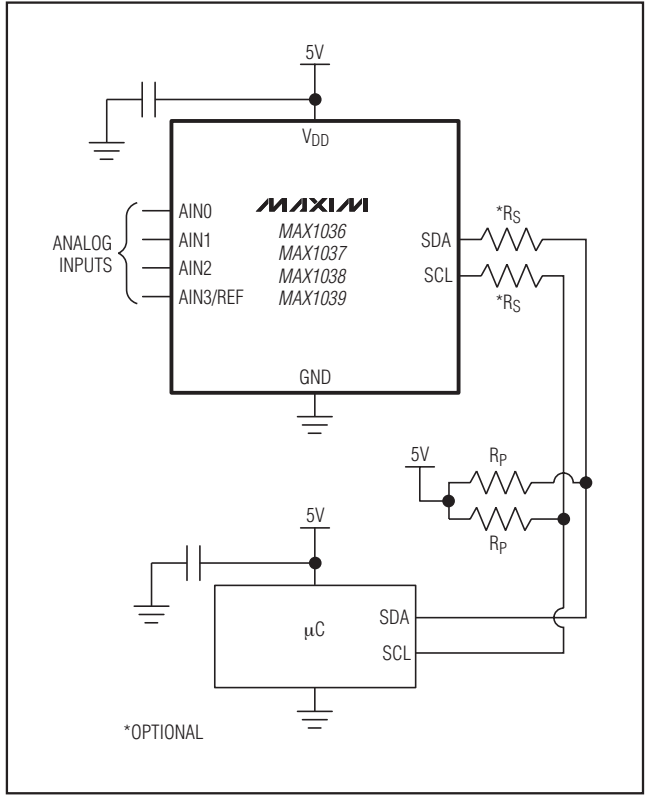 5V
VDD
AIN0
AIN1
AIN2
AIN3/REF
ANALOG
INPUTS
MAXIM
MAX1036
MAX1037
MAX1038
MAX1039
SDA
SCL
*RS
*RS
GND
5V
RP
RP
5V
µC
SDA
SCL
*OPTIONAL